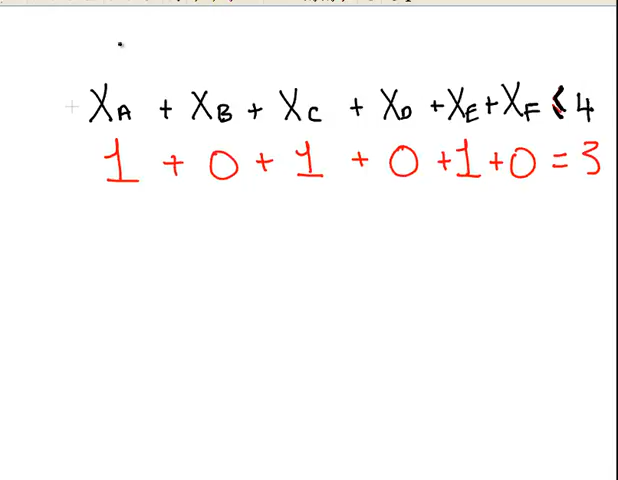 XA + XB + XC + XD + XE + XF < 4
1 + 0 + 1 + 0 + 1 + 0 = 3